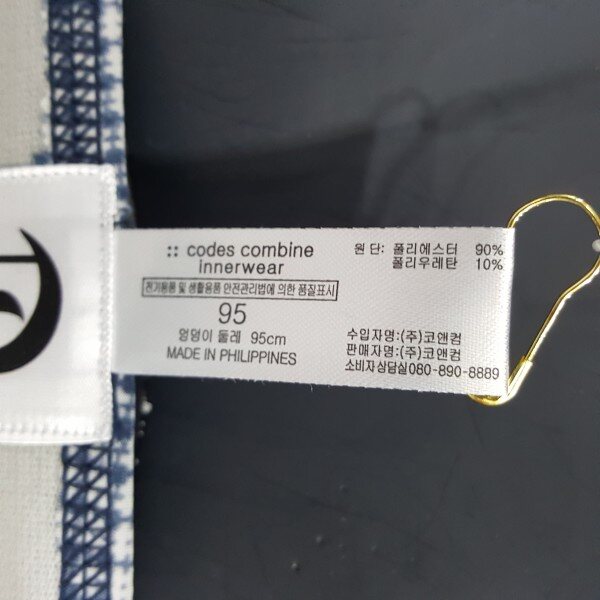 :: codes combine
innerwear
전기용품 및 생활용품 안전관리법에 의한 품질표시
95
엉덩이 둘레 95cm
MADE IN PHILIPPINES
원 단: 폴리에스터 90%
폴리우레탄 10%
수입자명:(주)코앤컴
판매자명:(주)코앤컴
소비자상담실080-890-8889